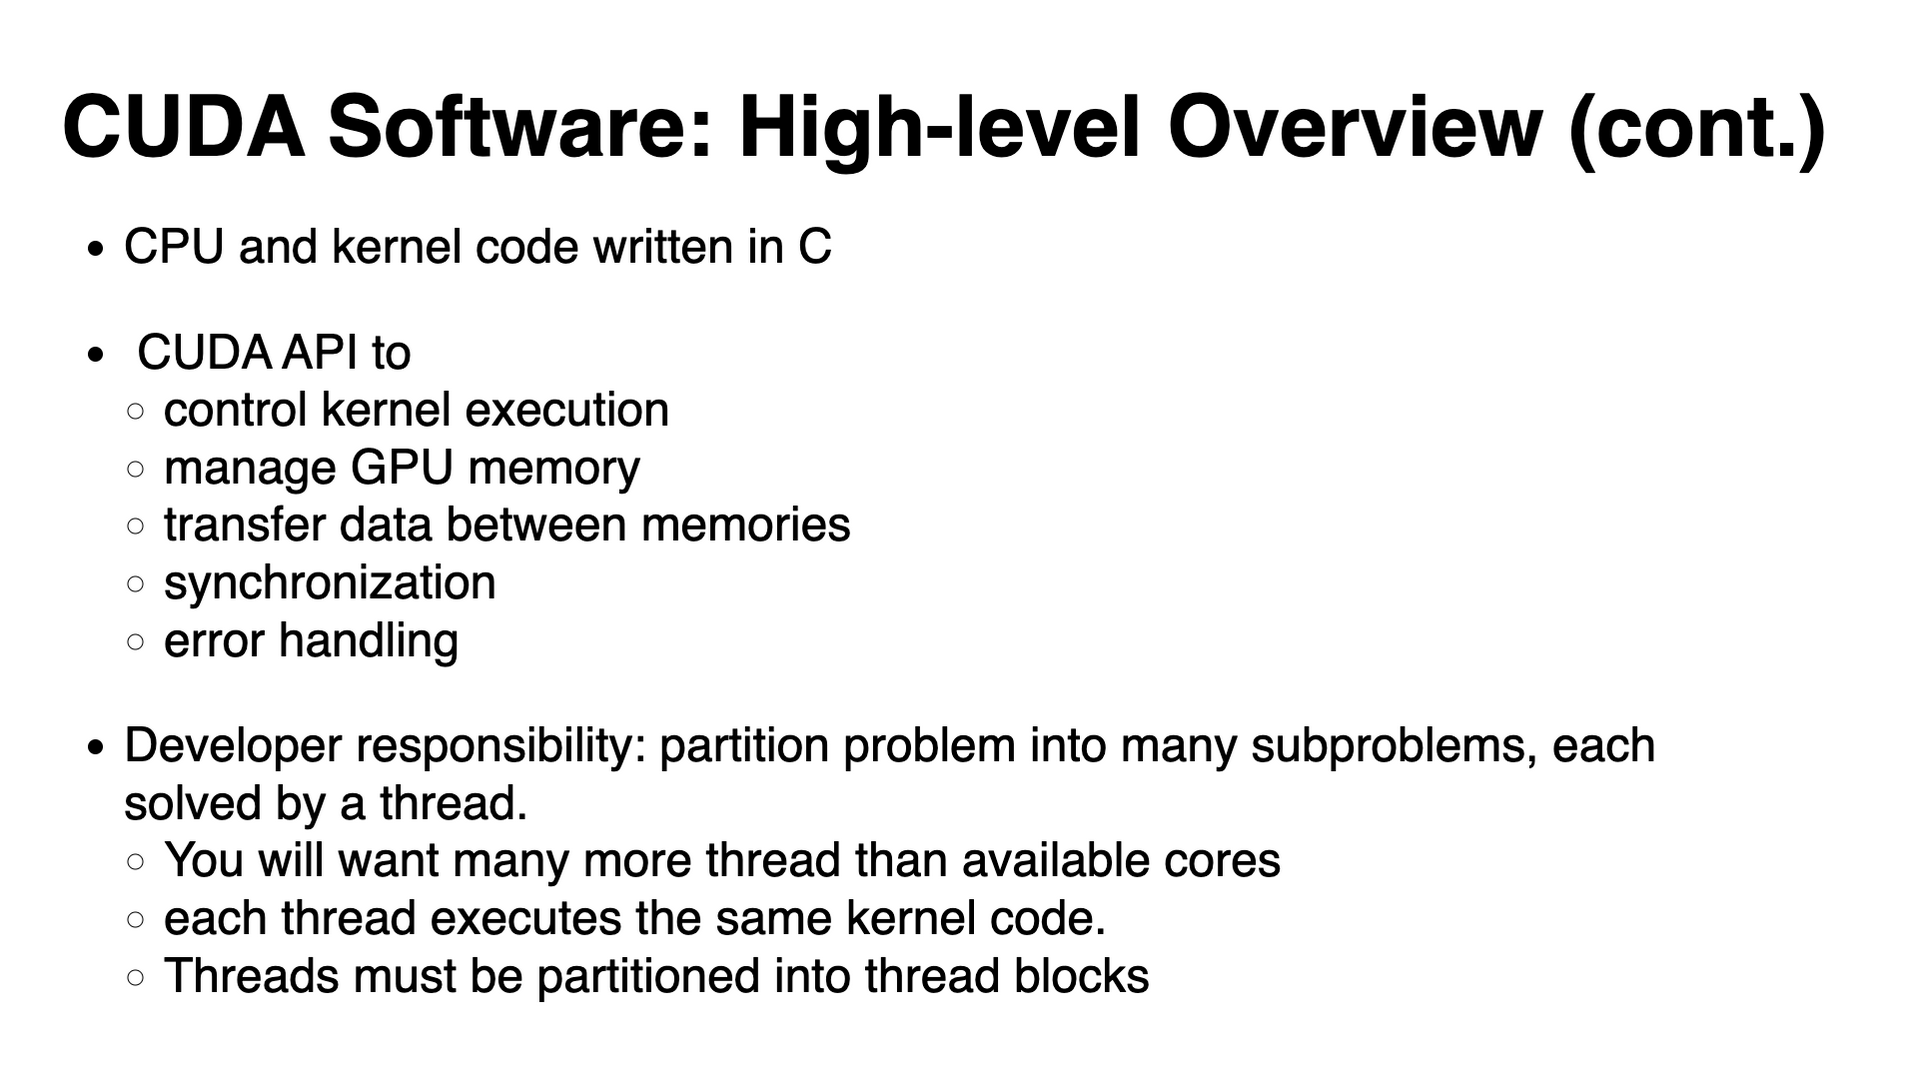 CUDA Software: High-level Overview (cont.)
• CPU and kernel code written in C
• CUDA API to
○ control kernel execution
○ manage GPU memory
○ transfer data between memories
○ synchronization
○ error handling
• Developer responsibility: partition problem into many subproblems, each
solved by a thread.
○ You will want many more thread than available cores
○ each thread executes the same kernel code.
○ Threads must be partitioned into thread blocks